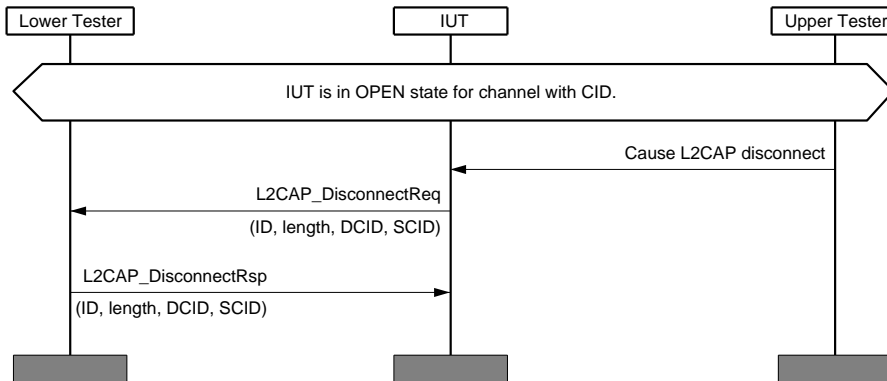 Lower Tester
IUT
Upper Tester
IUT is in OPEN state for channel with CID.
Cause L2CAP disconnect
L2CAP_DisconnectReq
(ID, length, DCID, SCID)
L2CAP_DisconnectRsp
(ID, length, DCID, SCID)